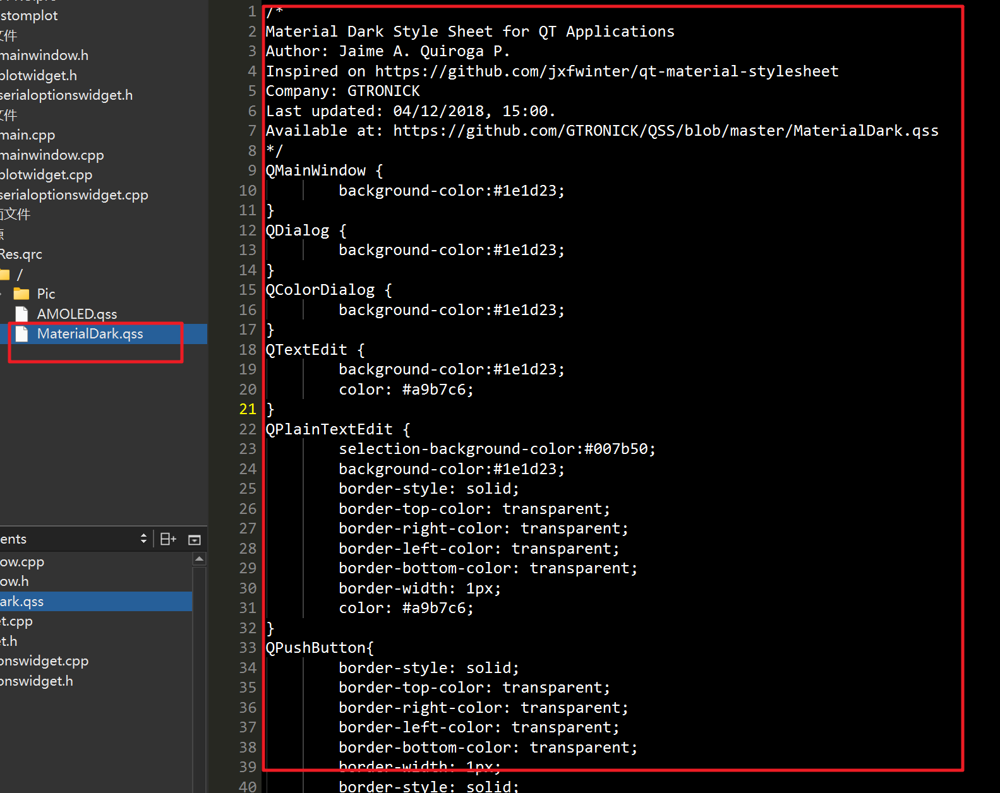 stomplot
文件
mainwindow.h
plotwidget.h
serialoptionswidget.h
文件
main.cpp
mainwindow.cpp
plotwidget.cpp
serialoptionswidget.cpp
面文件
源
Res.qrc
/
Pic
AMOLED.qss
MaterialDark.qss
ents
ow.cpp
ow.h
ark.qss
t.cpp
t.h
onswidget.cpp
onswidget.h
1 /*
2 Material Dark Style Sheet for QT Applications
3 Author: Jaime A. Quiroga P.
4 Inspired on https://github.com/jxfwinter/qt-material-stylesheet
5 Company: GTRONICK
6 Last updated: 04/12/2018, 15:00.
7 Available at: https://github.com/GTRONICK/QSS/blob/master/MaterialDark.qss
8 */
9 QMainWindow {
10 background-color:#1e1d23;
11 }
12 QDialog {
13 background-color:#1e1d23;
14 }
15 QColorDialog {
16 background-color:#1e1d23;
17 }
18 QTextEdit {
19 background-color:#1e1d23;
20 color: #a9b7c6;
21 }
22 QPlainTextEdit {
23 selection-background-color:#007b50;
24 background-color:#1e1d23;
25 border-style: solid;
26 border-top-color: transparent;
27 border-right-color: transparent;
28 border-left-color: transparent;
29 border-bottom-color: transparent;
30 border-width: 1px;
31 color: #a9b7c6;
32 }
33 QPushButton{
34 border-style: solid;
35 border-top-color: transparent;
36 border-right-color: transparent;
37 border-left-color: transparent;
38 border-bottom-color: transparent;
39 border-width: 1px;
40 border-style: solid;